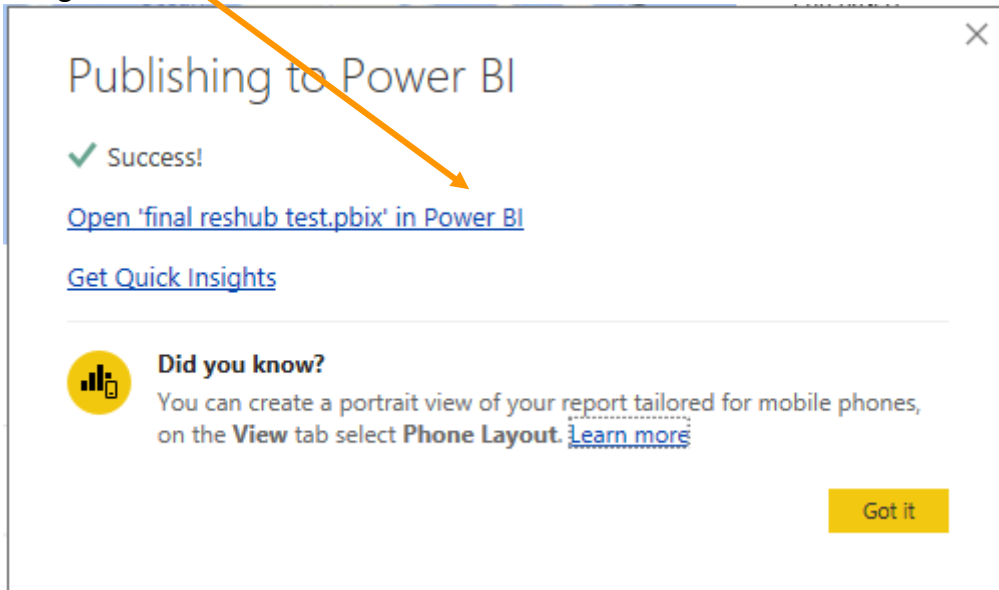 Publishing to Power BI
Success!
Open 'final reshub test.pbix' in Power BI
Get Quick Insights
Did you know?
You can create a portrait view of your report tailored for mobile phones,
on the View tab select Phone Layout. Learn more
Got it